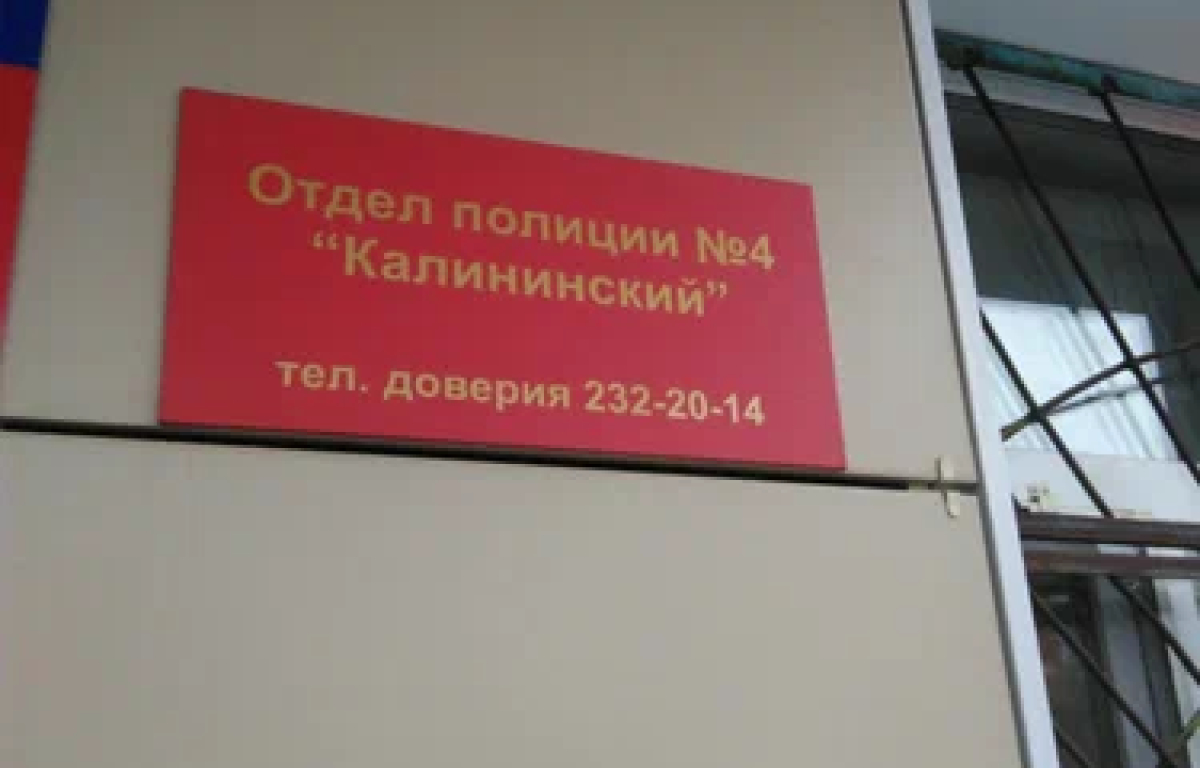 Отдел полиции №4
“Калининский”
тел. доверия 232-20-14